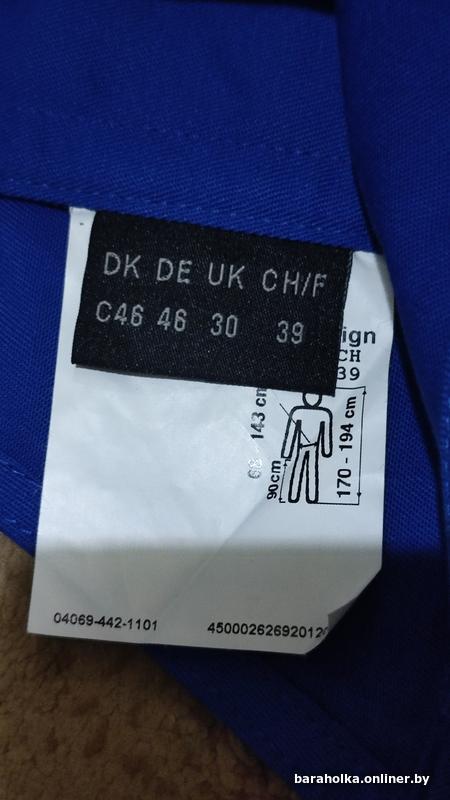 DK DE UK CH/F
C46 46 30 39
ign
CH
39
143 cm
90cm
170 - 194 cm
04069-442-1101
4500026269201
baraholka.onliner.by